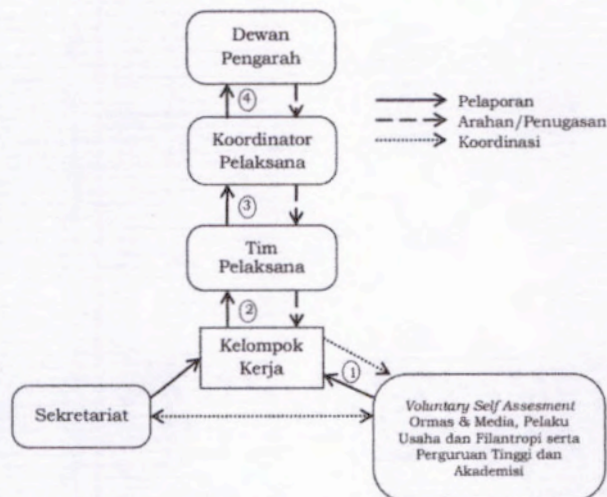 Dewan
Pengarah
④
Pelaporan
Arahan/Penugasan
Koordinasi
Koordinator
Pelaksana
③
Tim
Pelaksana
②
Kelompok
Kerja
①
Sekretariat
Voluntary Self Assesment
Ormas & Media, Pelaku
Usaha dan Filantropi serta
Perguruan Tinggi dan
Akademisi